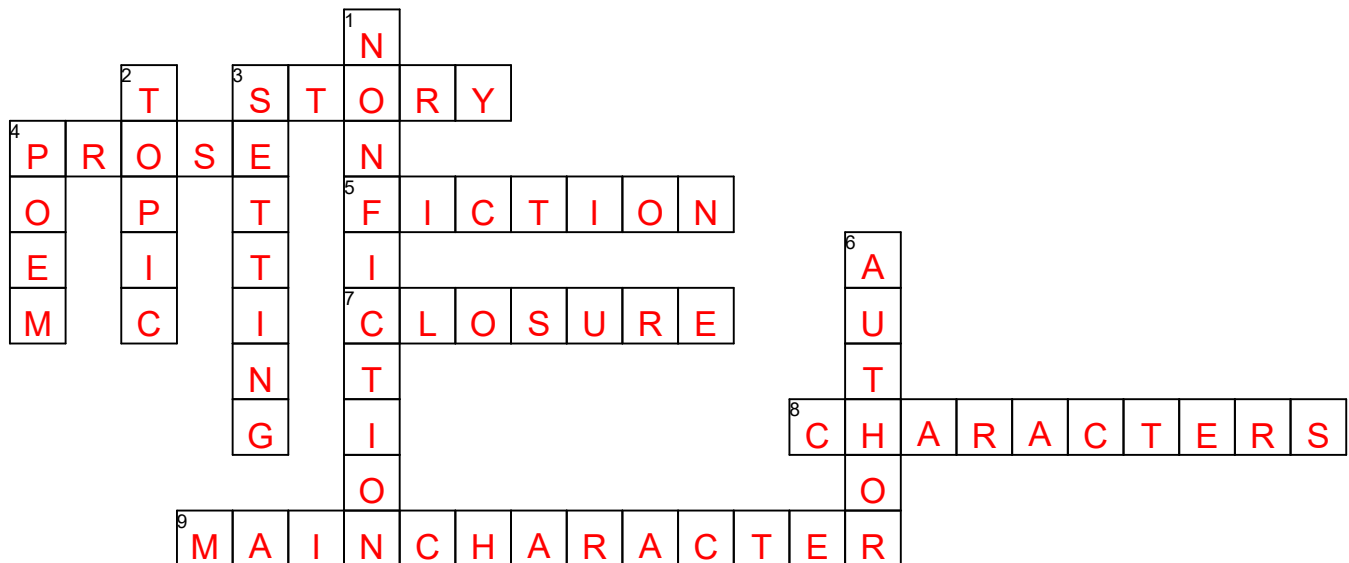 1 N
2 T 3 S T O R Y
4 P R O S E N
O P T 5 F I C T I O N
E I T I 6 A
M C I 7 C L O S U R E U
N T T
G I 8 C H A R A C T E R S
O O
9 M A I N C H A R A C T E R